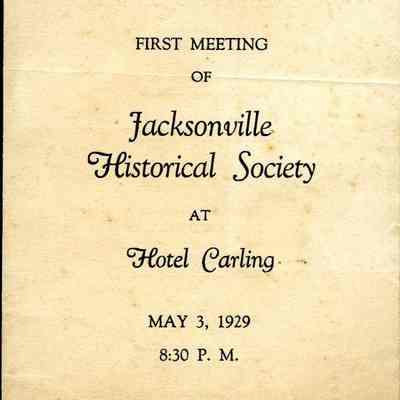 FIRST MEETING
OF
Jacksonville
Historical Society
AT
Hotel Carling
MAY 3, 1929
8:30 P. M.